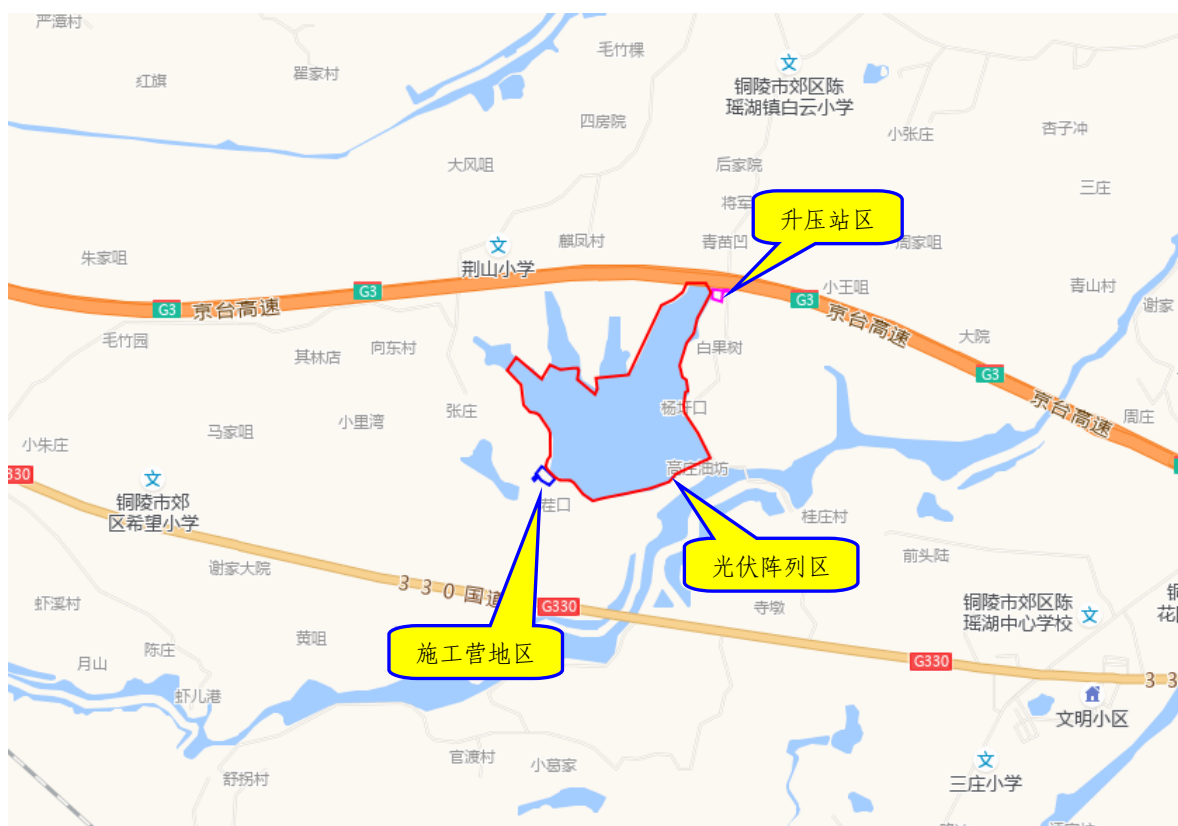 严潭村
毛竹棵
红旗
瞿家村
铜陵市郊区陈
瑶湖镇白云小学
四房院
小张庄
杏子冲
大风咀
后家院
三庄
将军
升压站区
朱家咀
荆山小学
麒凤村
青苗凹
周家咀
G3
京台高速
G3
小王咀
G3
京台高速
青山村
谢家
毛竹园
其林店
向东村
白果树
大院
G3
京台高速
周庄
张庄
杨圩口
小朱庄
马家咀
小里湾
330
铜陵市郊
区希望小学
高庄油坊
茬口
桂庄村
谢家大院
330国道
G330
光伏阵列区
前头陆
虾溪村
寺墩
铜陵市郊区陈
瑶湖中心学校
铜
花
黄咀
施工营地区
月山
陈庄
G330
33
虾儿港
文明小区
官渡村
小葛家
舒拐村
三庄小学